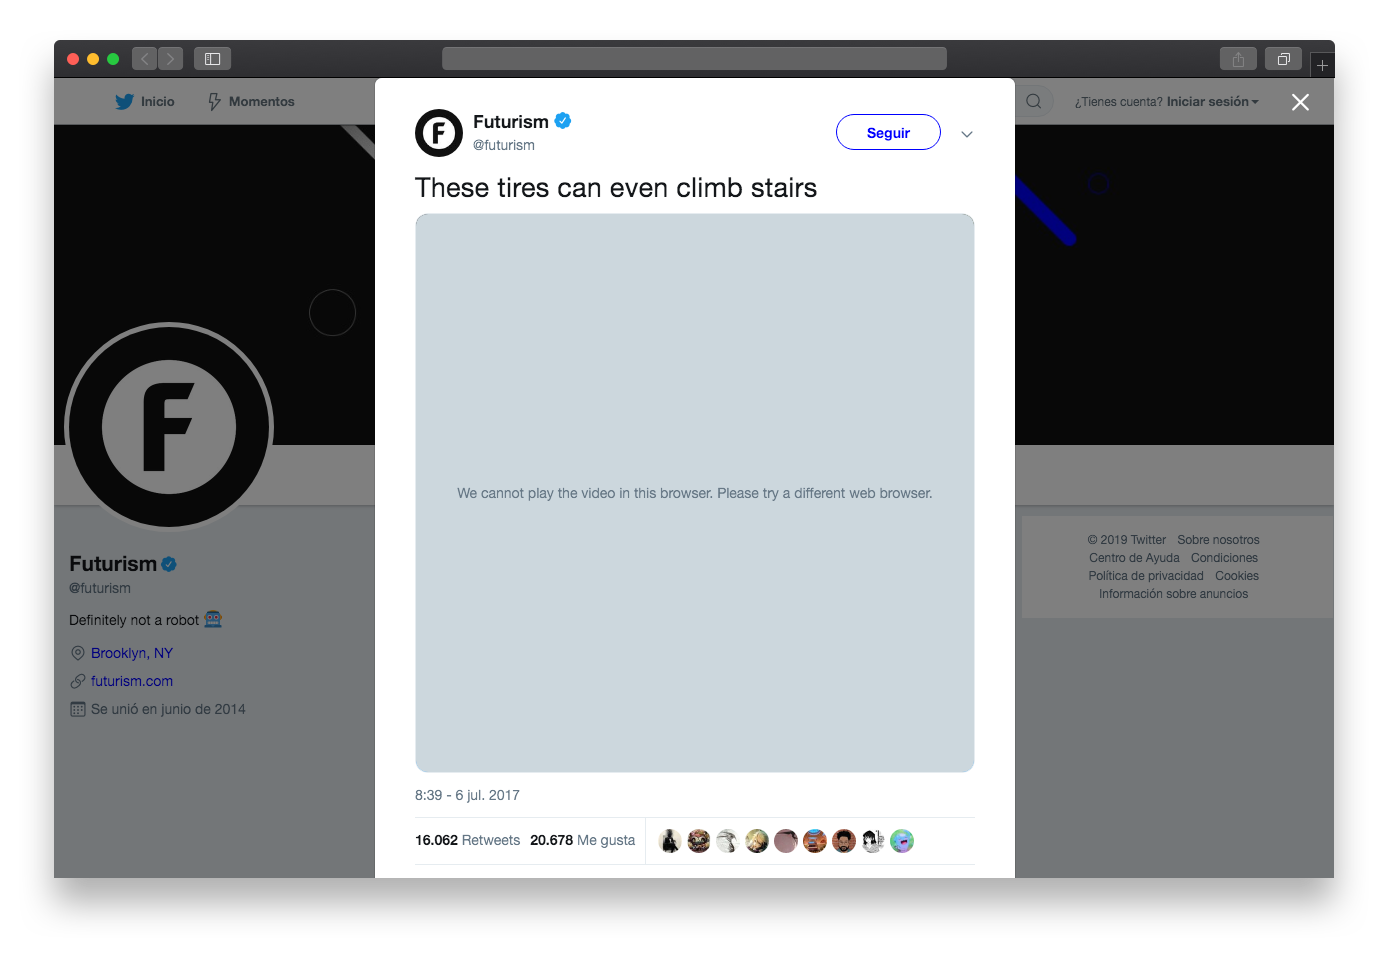 Inicio
Momentos
¿Tienes cuenta? Iniciar sesión
Futurism
@futurism
Seguir
These tires can even climb stairs
We cannot play the video in this browser. Please try a different web browser.
8:39 - 6 jul. 2017
16.062 Retweets 20.678 Me gusta
F
Futurism
@futurism
Definitely not a robot
Brooklyn, NY
futurism.com
Se unió en junio de 2014
© 2019 Twitter Sobre nosotros
Centro de Ayuda Condiciones
Política de privacidad Cookies
Información sobre anuncios